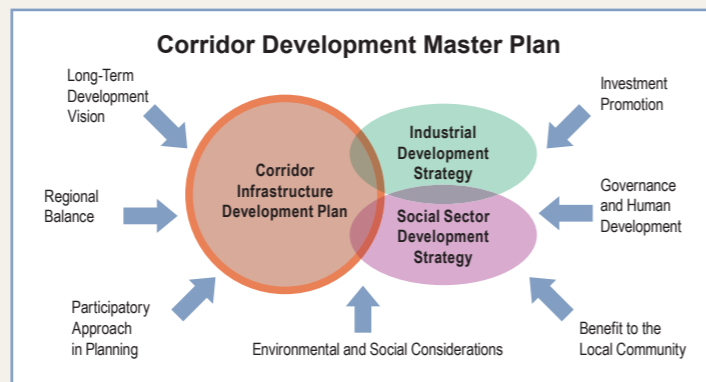 Corridor Development Master Plan
Long-Term
Development
Vision
Investment
Promotion
Industrial
Development
Strategy
Corridor
Infrastructure
Development Plan
Regional
Balance
Social Sector
Development
Strategy
Governance
and Human
Development
Participatory
Approach
in Planning
Environmental and Social Considerations
Benefit to the
Local Community